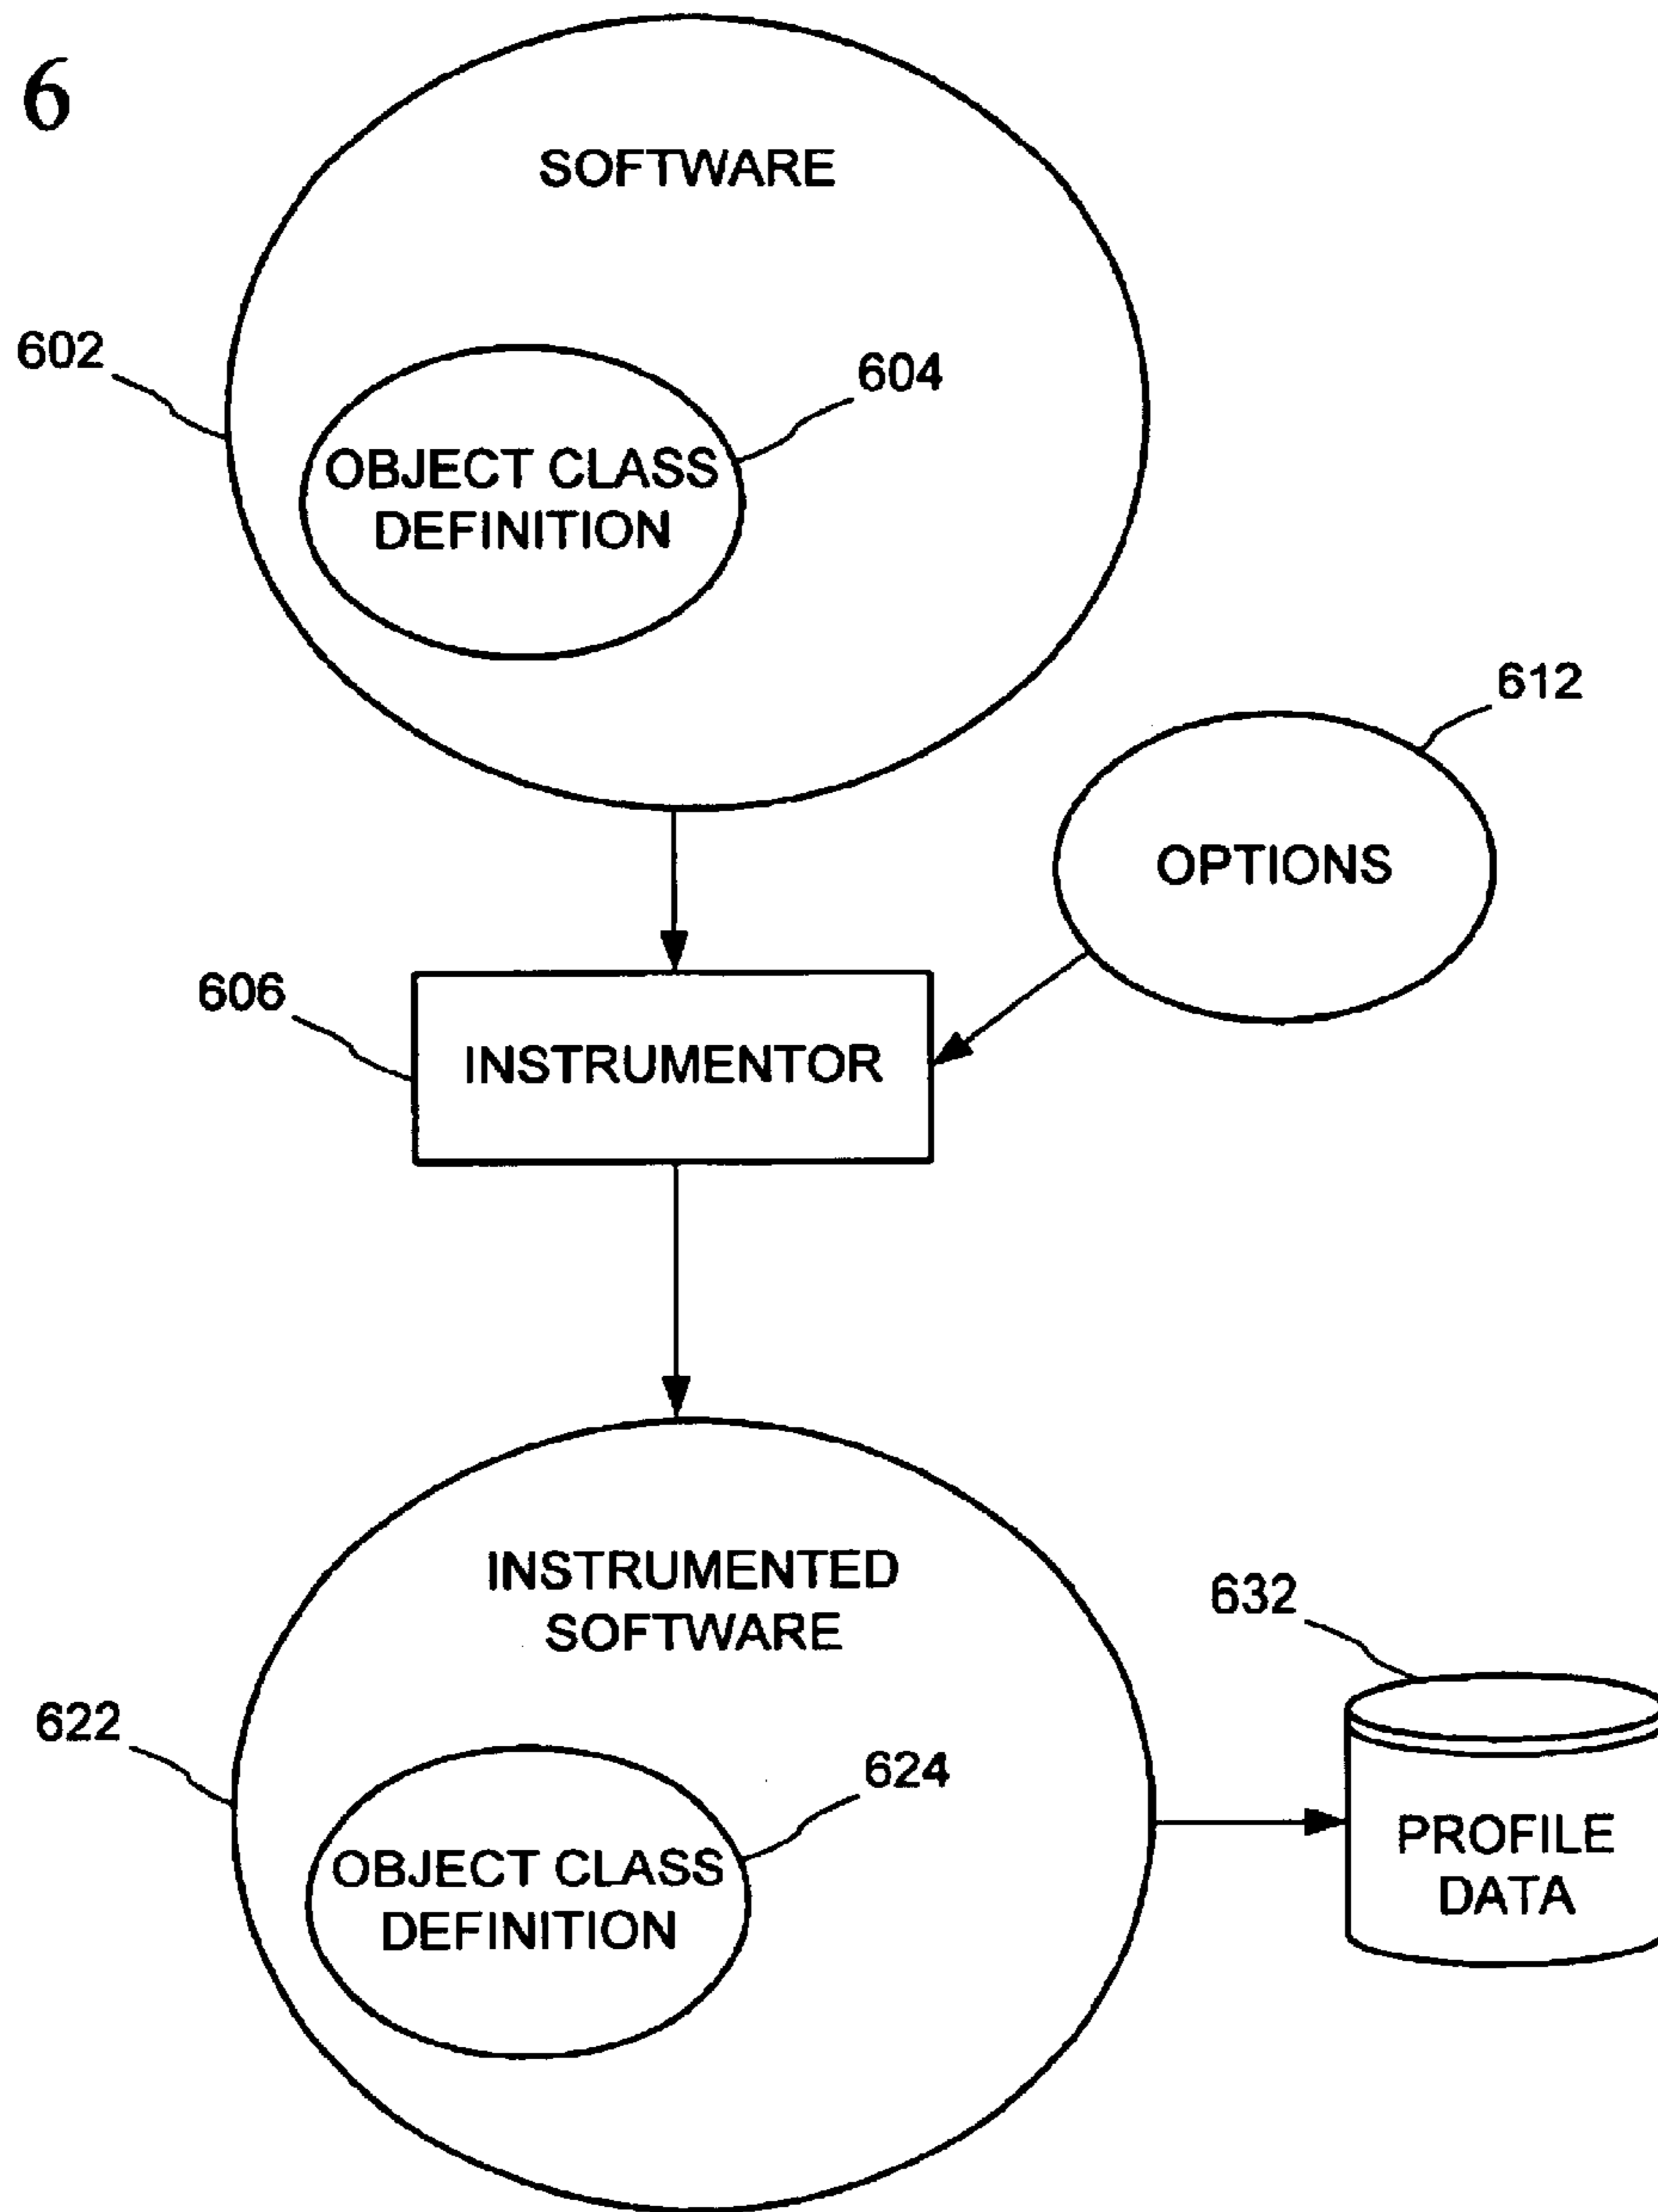 6
SOFTWARE
602
604
OBJECT CLASS
DEFINITION
612
OPTIONS
606
INSTRUMENTOR
INSTRUMENTED
SOFTWARE
632
622
624
PROFILE
DATA
OBJECT CLASS
DEFINITION